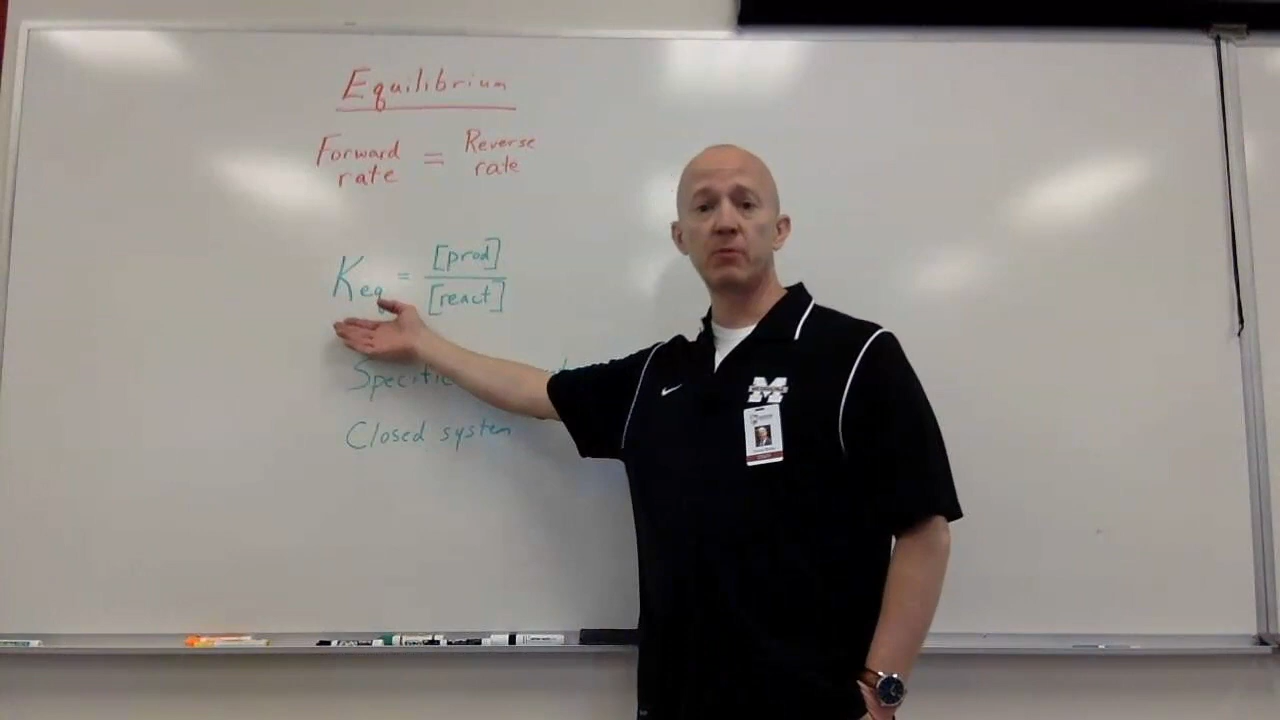 Equilibrium
Forward rate = Reverse rate
Keq = [prod] / [react]
Closed system
M